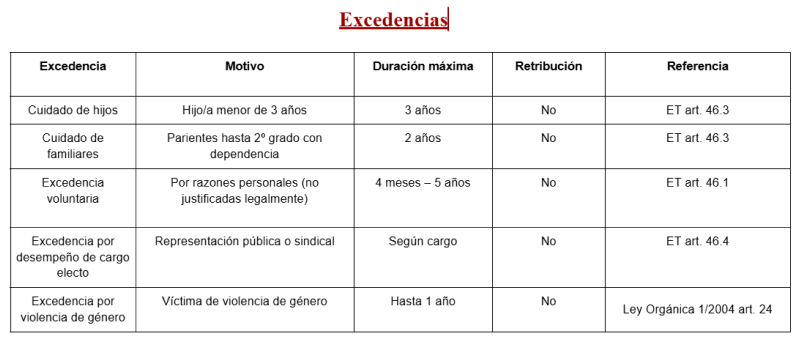 Excedencias
Excedencia Motivo Duración máxima Retribución Referencia
Cuidado de hijos Hijo/a menor de 3 años 3 años No ET art. 46.3
Cuidado de Parientes hasta 2º grado con 2 años No ET art. 46.3
familiares dependencia
Excedencia Por razones personales (no 4 meses – 5 años No ET art. 46.1
voluntaria justificadas legalmente)
Excedencia por Representación pública o sindical Según cargo No ET art. 46.4
desempeño de cargo
electo
Excedencia por Víctima de violencia de género Hasta 1 año No Ley Orgánica 1/2004 art. 24
violencia de género